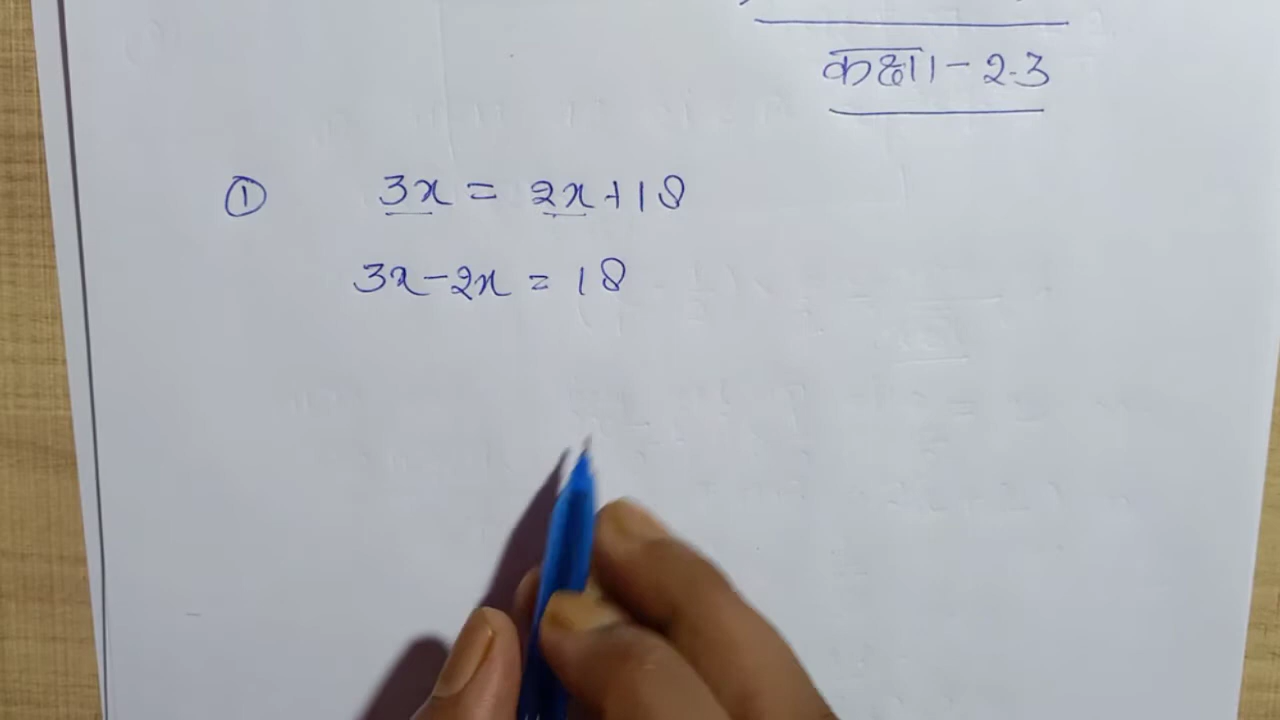 कक्षा - 2.3
① 3x = 2x + 18
3x - 2x = 18